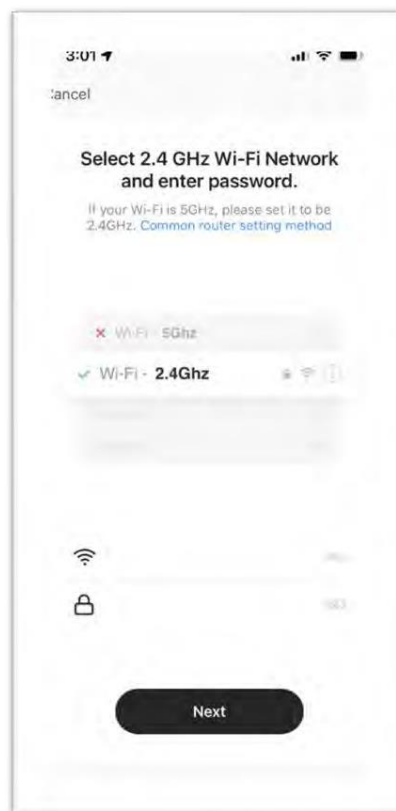 3:01
Cancel
Select 2.4 GHz Wi-Fi Network
and enter password.
If your Wi-Fi is 5GHz, please set it to be
2.4GHz. Common router setting method
Wi-Fi - 5Ghz
Wi-Fi - 2.4Ghz
Next